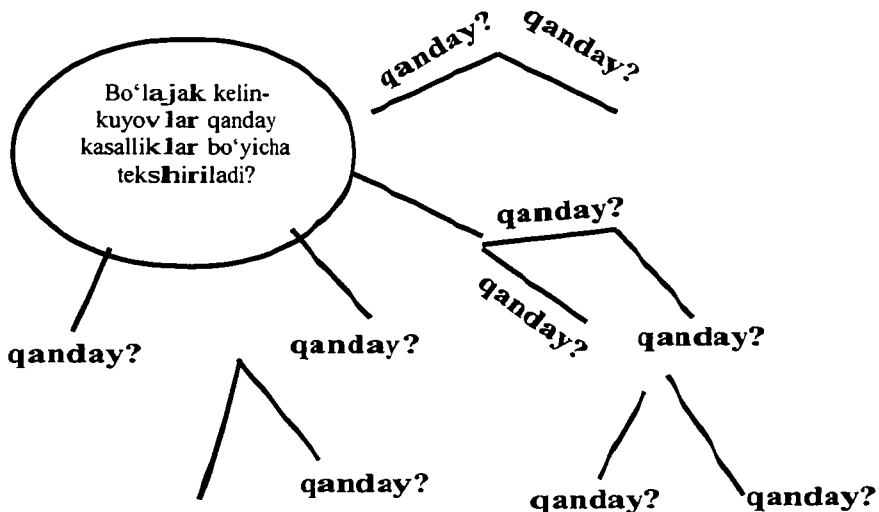 qanday? qanday?
Bo‘lajak kelin-
kuyovlar qanday
kasalliklar bo‘yicha
tekshiriladi?
qanday?
qanday?
qanday?
qanday?
qanday?
qanday?
qanday?
qanday?